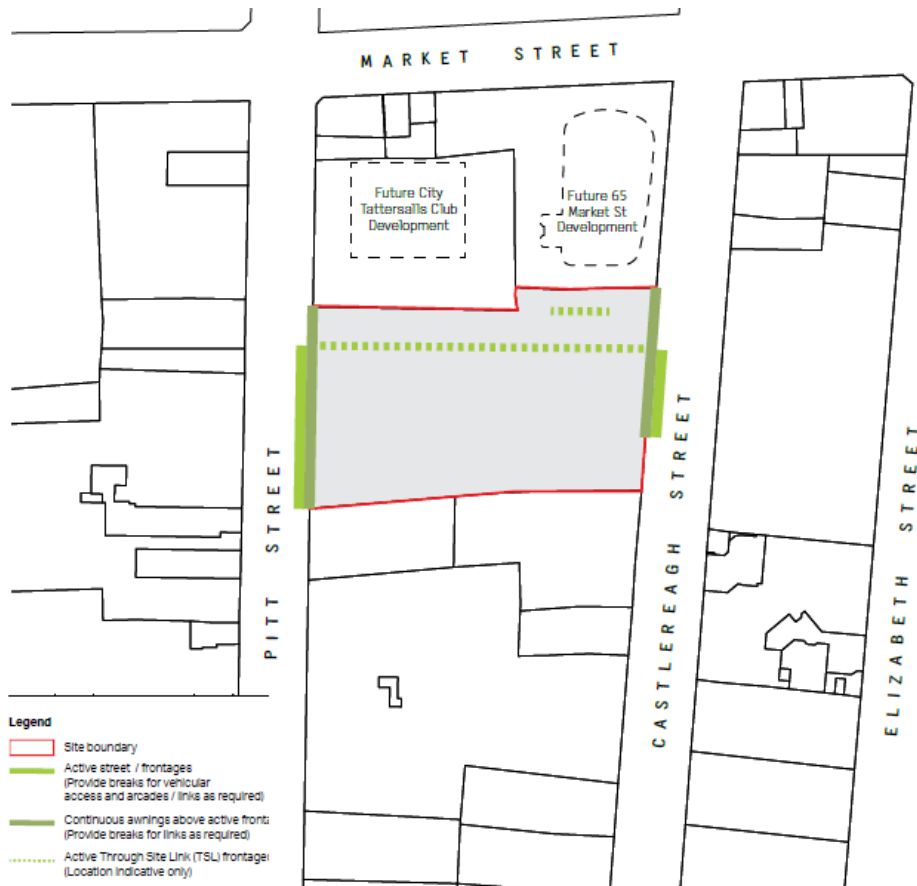 MARKET STREET
Future City
Tattersalls Club
Development
Future 65
Market St
Development
PITT STREET
CASTLEREAGH STREET
ELIZABETH STREET
Legend
Site boundary
Active street / frontages
(Provide breaks for vehicular
access and arcades / links as required)
Continuous awnings above active fronta
(Provide breaks for links as required)
Active Through Site Link (TSL) frontage
(Location indicative only)